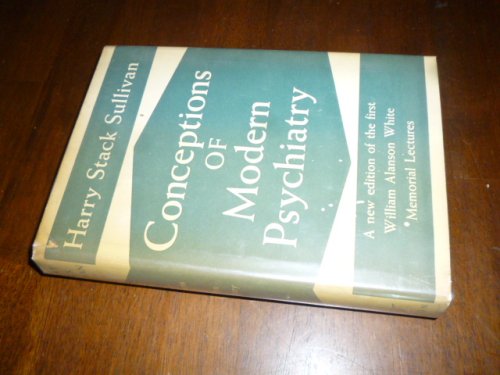 Harry Stack Sullivan
Conceptions
OF
Modern
Psychiatry
A new edition of the first
William Alanson White
Memorial Lectures